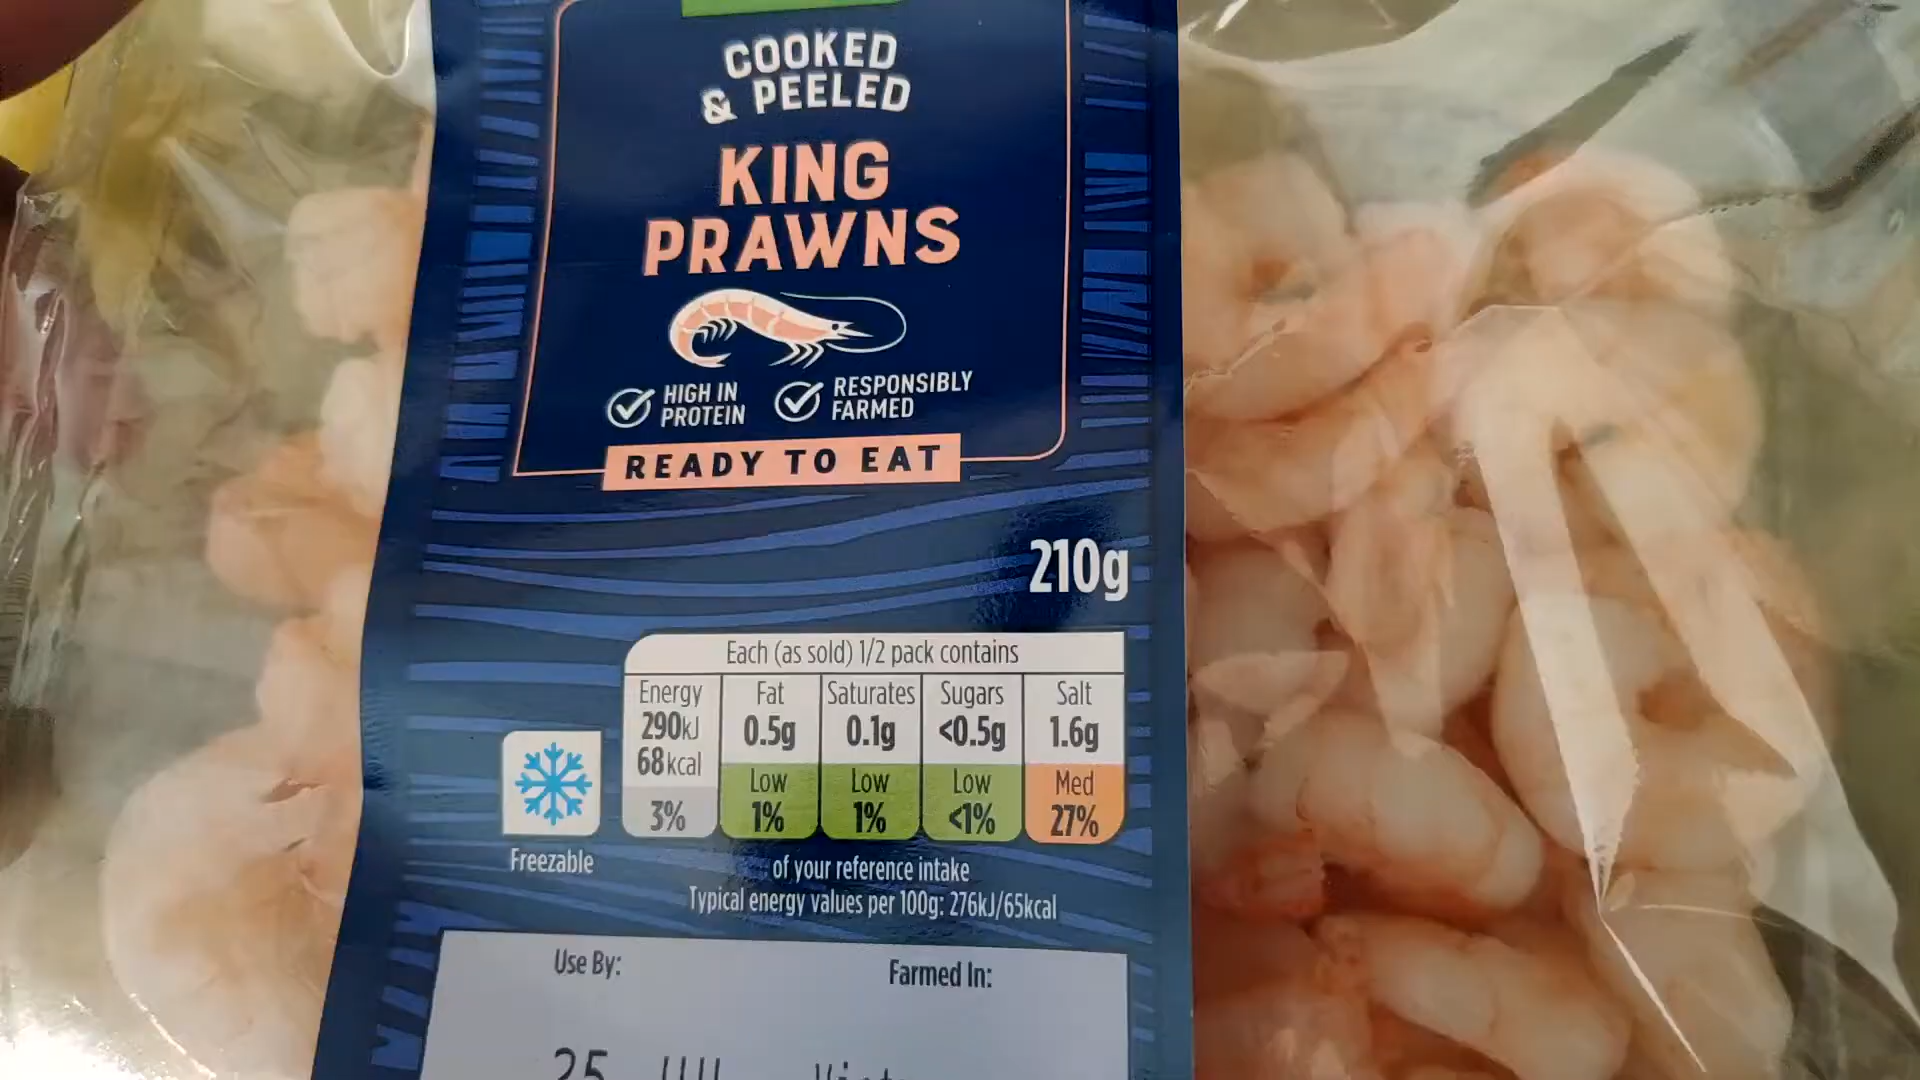 COOKED
& PEELED
KING
PRAWNS
HIGH IN
PROTEIN
RESPONSIBLY
FARMED
READY TO EAT
210g
Each (as sold) 1/2 pack contains
Energy 290kJ 68kcal 3%
Fat 0.5g Low 1%
Saturates 0.1g Low 1%
Sugars <0.5g Low <1%
Salt 1.6g Med 27%
Freezable
of your reference intake
Typical energy values per 100g: 276kJ/65kcal
Use By:
Farmed In:
25